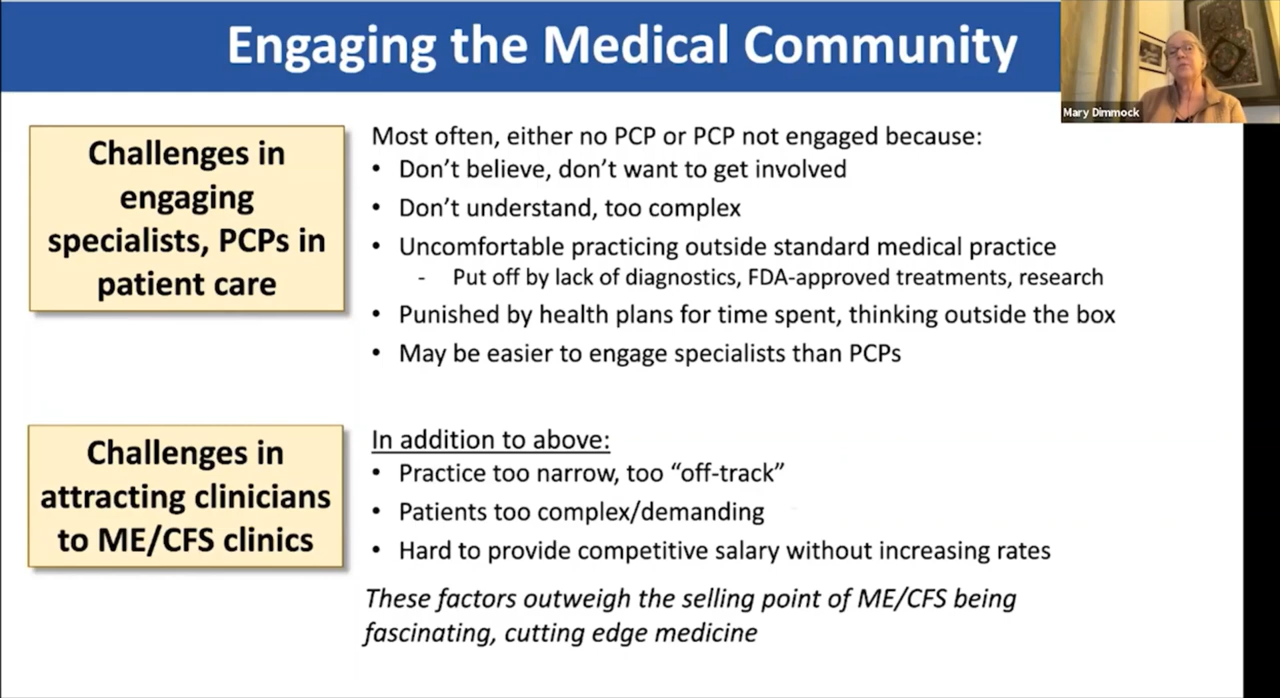 Engaging the Medical Community
Mary Dimmock
Challenges in
engaging
specialists, PCPs in
patient care
Most often, either no PCP or PCP not engaged because:
• Don’t believe, don’t want to get involved
• Don’t understand, too complex
• Uncomfortable practicing outside standard medical practice
- Put off by lack of diagnostics, FDA-approved treatments, research
• Punished by health plans for time spent, thinking outside the box
• May be easier to engage specialists than PCPs
Challenges in
attracting clinicians
to ME/CFS clinics
In addition to above:
• Practice too narrow, too “off-track”
• Patients too complex/demanding
• Hard to provide competitive salary without increasing rates
These factors outweigh the selling point of ME/CFS being
fascinating, cutting edge medicine